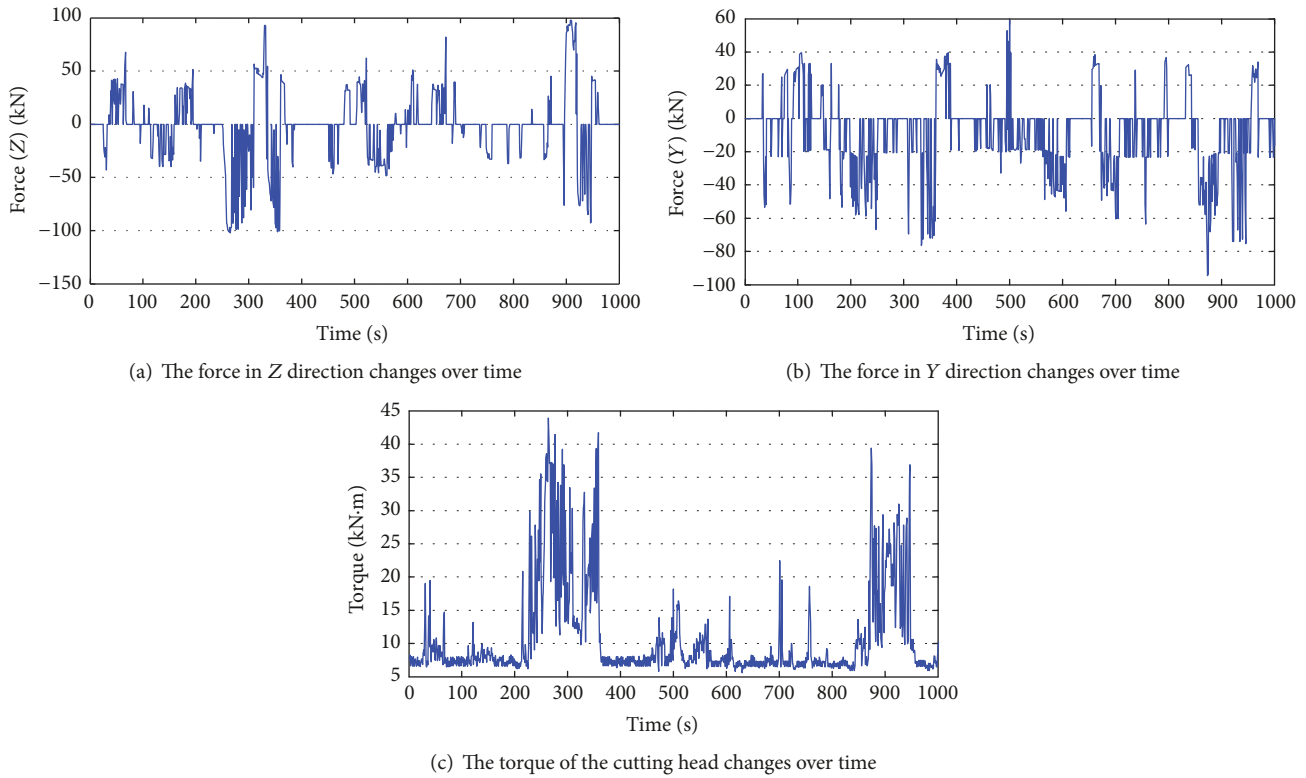 100
50
0
−50
−100
−150
Force (Z) (kN)
0 100 200 300 400 500 600 700 800 900 1000
Time (s)
(a) The force in Z direction changes over time
60
40
20
0
−20
−40
−60
−80
−100
Force (Y) (kN)
0 100 200 300 400 500 600 700 800 900 1000
Time (s)
(b) The force in Y direction changes over time
45
40
35
30
25
20
15
10
5
Torque (kN·m)
0 100 200 300 400 500 600 700 800 900 1000
Time (s)
(c) The torque of the cutting head changes over time